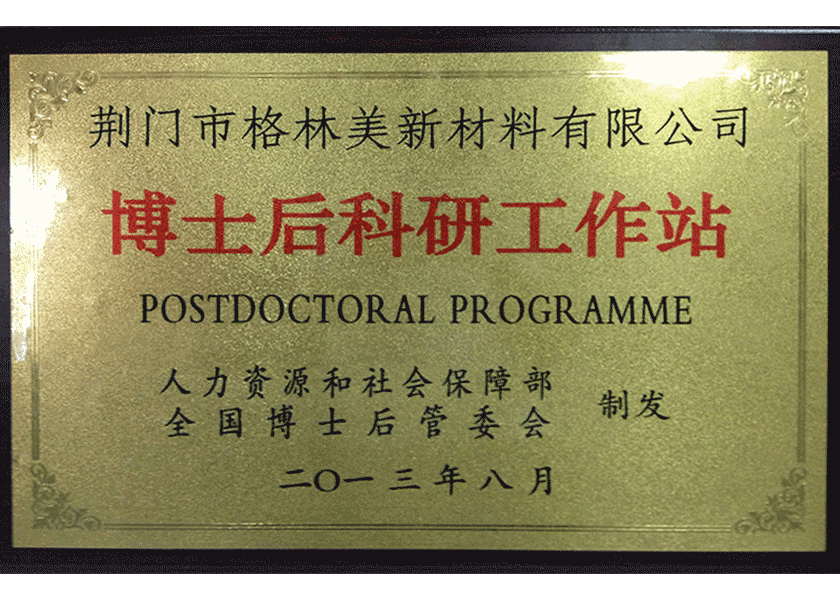 荆门市格林美新材料有限公司
博士后科研工作站
POSTDOCTORAL PROGRAMME
人力资源和社会保障部
全国博士后管委会
制发
二〇一三年八月